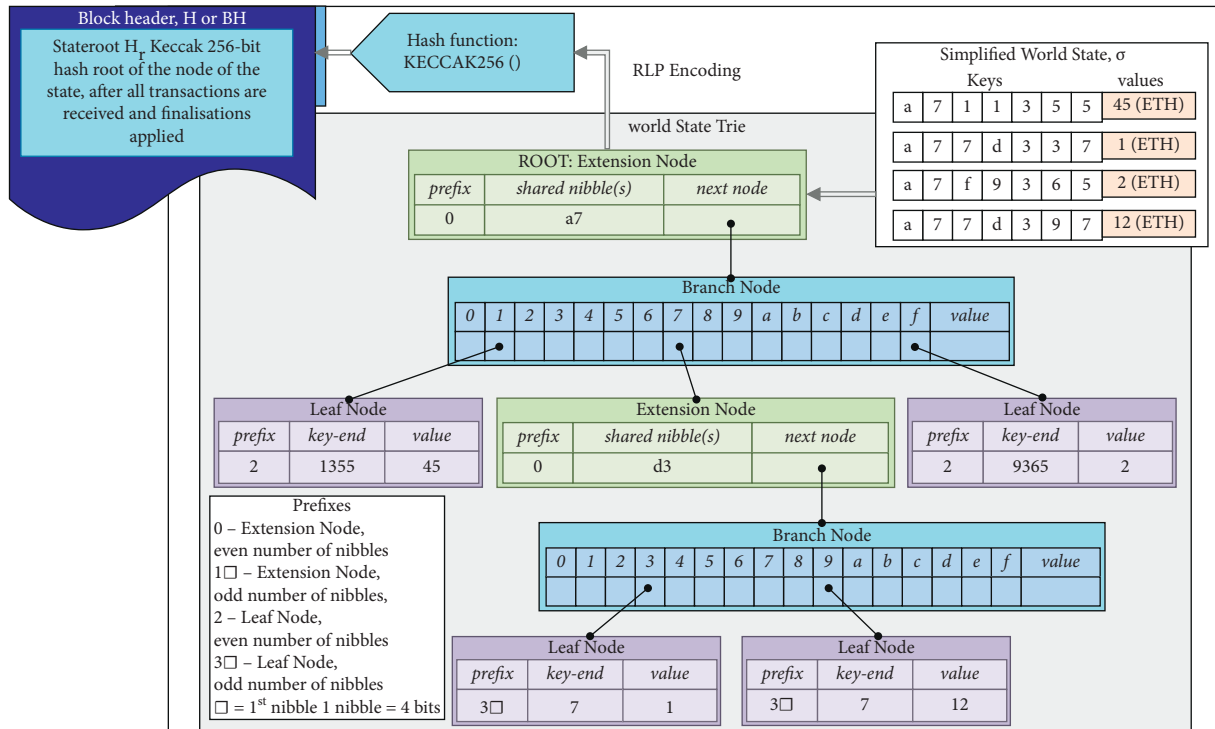 Block header, H or BH
Stateroot Hr Keccak 256-bit
hash root of the node of the
state, after all transactions are
received and finalisations
applied
Hash function:
KECCAK256 ()
RLP Encoding
Simplified World State, σ
Keys values
a 7 1 1 3 5 5 45 (ETH)
a 7 7 d 3 3 7 1 (ETH)
a 7 f 9 3 6 5 2 (ETH)
a 7 7 d 3 9 7 12 (ETH)
world State Trie
ROOT: Extension Node
prefix shared nibble(s) next node
0 a7
Branch Node
0 1 2 3 4 5 6 7 8 9 a b c d e f value
Leaf Node
prefix key-end value
2 1355 45
Extension Node
prefix shared nibble(s) next node
0 d3
Leaf Node
prefix key-end value
2 9365 2
Prefixes
0 – Extension Node,
even number of nibbles
1□ – Extension Node,
odd number of nibbles,
2 – Leaf Node,
even number of nibbles
3□ – Leaf Node,
odd number of nibbles
□ = 1st nibble 1 nibble = 4 bits
Branch Node
0 1 2 3 4 5 6 7 8 9 a b c d e f value
Leaf Node
prefix key-end value
3□ 7 1
Leaf Node
prefix key-end value
3□ 7 12